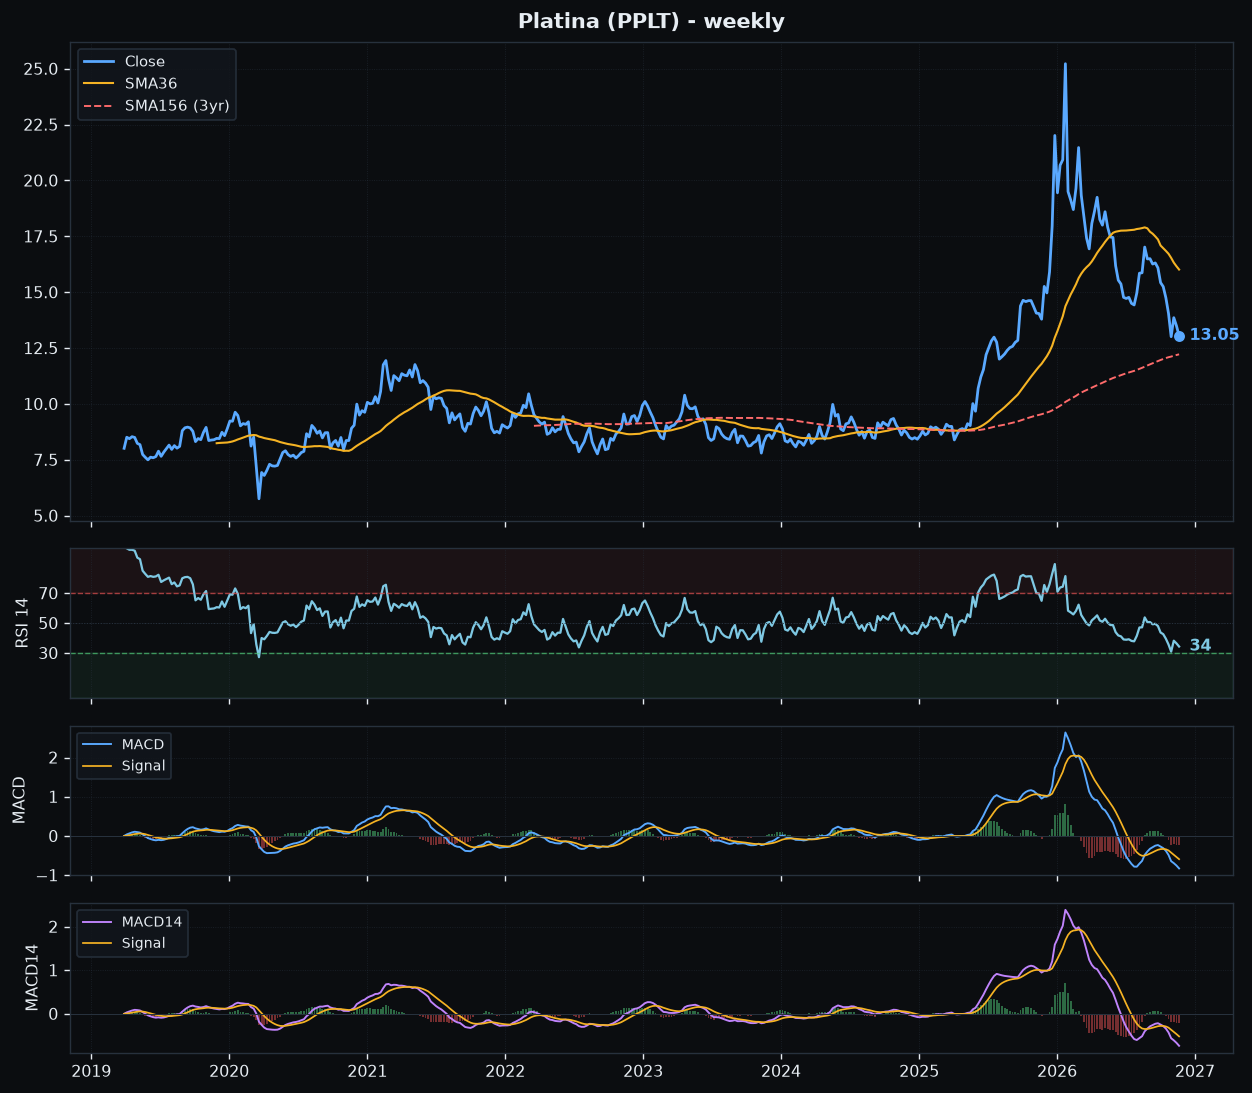 Platina (PPLT) - weekly
Close
SMA36
SMA156 (3yr)
25.0
22.5
20.0
17.5
15.0
12.5
10.0
7.5
5.0
13.05
RSI 14
70
50
30
34
MACD
MACD
Signal
2
1
0
−1
MACD14
MACD14
Signal
2
1
0
2019
2020
2021
2022
2023
2024
2025
2026
2027